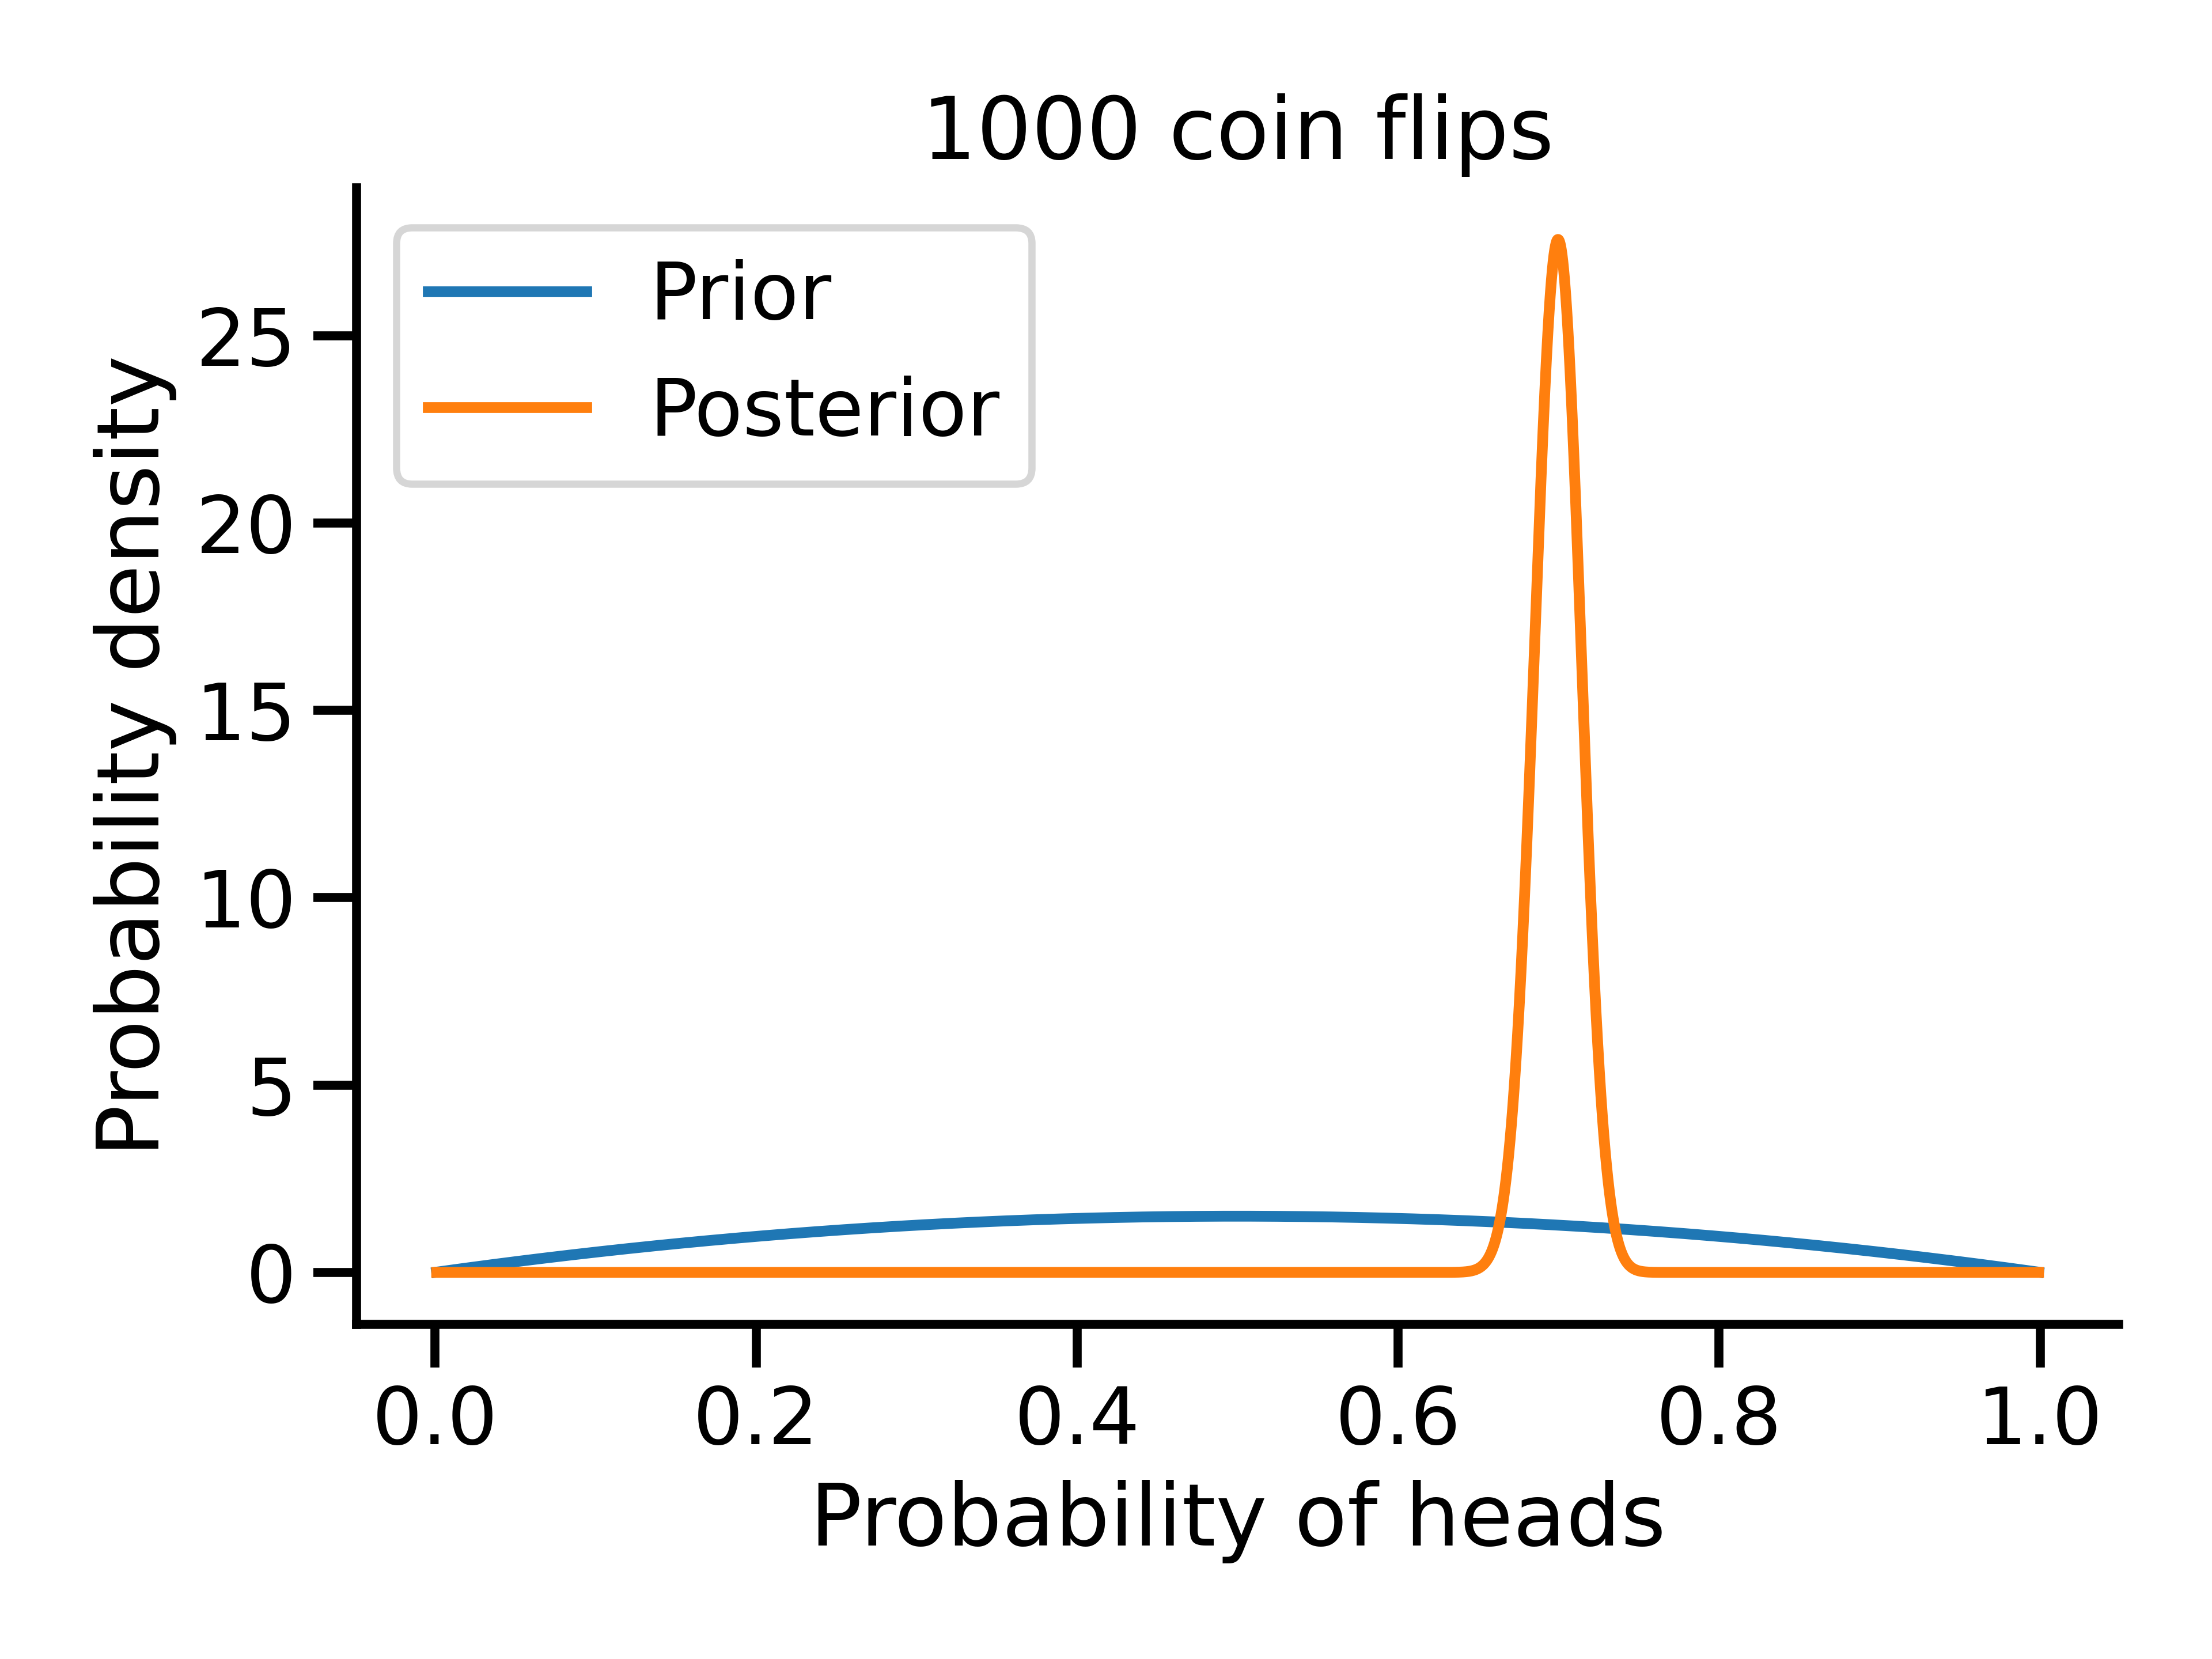 1000 coin flips
Prior
Posterior
Probability density
25
20
15
10
5
0
0.0 0.2 0.4 0.6 0.8 1.0
Probability of heads